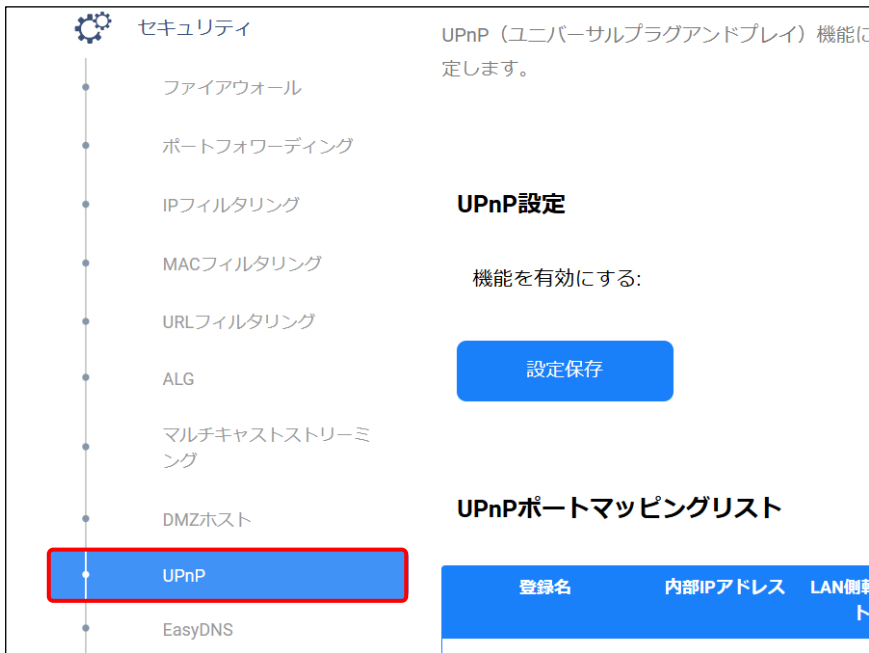 セキュリティ
ファイアウォール
ポートフォワーディング
IPフィルタリング
MACフィルタリング
URLフィルタリング
ALG
マルチキャストストリーミ
ング
DMZホスト
UPnP
EasyDNS
UPnP（ユニバーサルプラグアンドプレイ）機能に
定します。
UPnP設定
機能を有効にする:
設定保存
UPnPポートマッピングリスト
登録名 内部IPアドレス LAN側転
ト